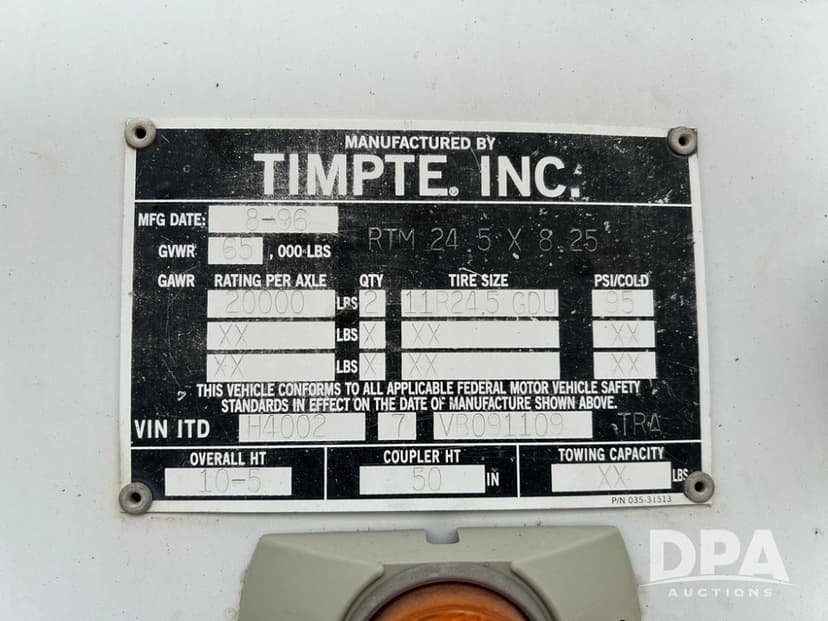 MANUFACTURED BY
TIMPTE® INC.
MFG DATE: 8-96
GVWR 65 ,000 LBS RTM 24.5 X 8.25
GAWR RATING PER AXLE QTY TIRE SIZE PSI/COLD
20000 LBS 2 11R24.5 GDU 95
XX LBS X XX XX
XX LBS X XX XX
THIS VEHICLE CONFORMS TO ALL APPLICABLE FEDERAL MOTOR VEHICLE SAFETY
STANDARDS IN EFFECT ON THE DATE OF MANUFACTURE SHOWN ABOVE.
VIN 1TD H4002 7 VB091109 TRA
OVERALL HT COUPLER HT TOWING CAPACITY
10-5 50 IN XX LBS
P/N 035-31513
DPA
AUCTIONS